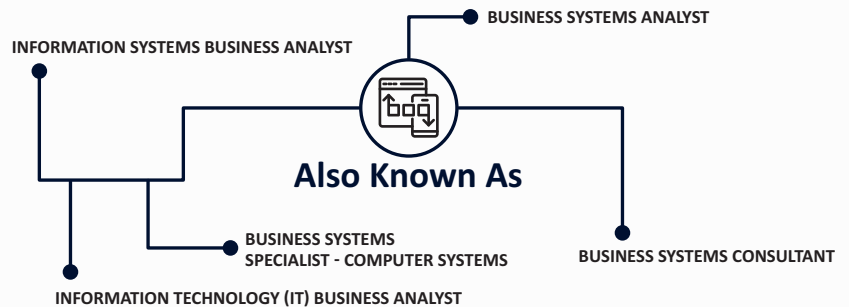 BUSINESS SYSTEMS ANALYST
INFORMATION SYSTEMS BUSINESS ANALYST
Also Known As
BUSINESS SYSTEMS
SPECIALIST - COMPUTER SYSTEMS
BUSINESS SYSTEMS CONSULTANT
INFORMATION TECHNOLOGY (IT) BUSINESS ANALYST